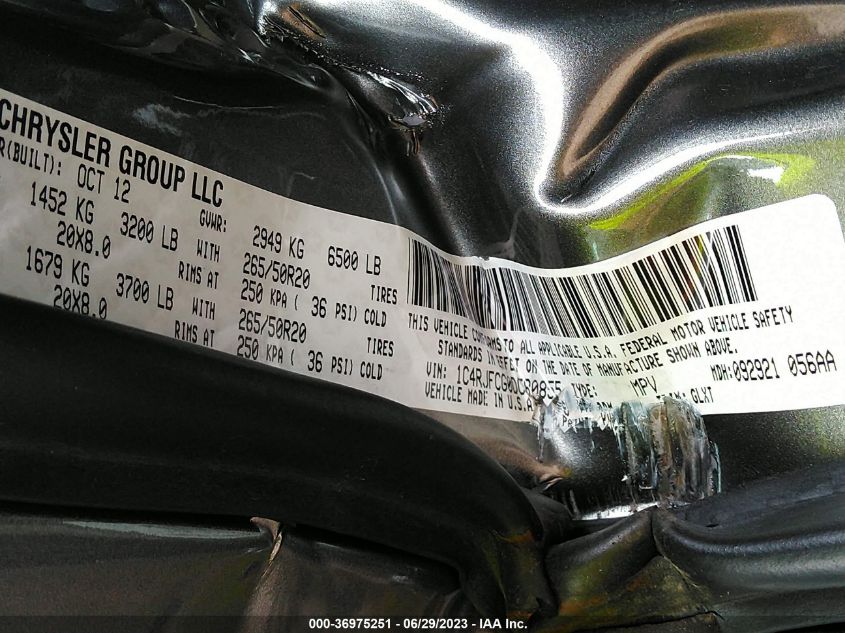 CHRYSLER GROUP LLC
R(BUILT): OCT 12 GVWR: 2949 KG 6500 LB
1452 KG 3200 LB WITH 265/50R20 TIRES
20X8.0 RIMS AT 250 KPA ( 36 PSI) COLD
1679 KG 3700 LB WITH 265/50R20 TIRES
20X8.0 RIMS AT 250 KPA ( 36 PSI) COLD
THIS VEHICLE TO ALL APPLICABLE U.S.A. FEDERAL MOTOR VEHICLE SAFETY
STANDARDS ON THE DATE OF MANUFACTURE SHOWN ABOVE.
VIN: TYPE: MPV MDH: 092921 056AA
VEHICLE MADE IN U.S.A. GLXT
000-36975251 - 06/29/2023 - IAA Inc.